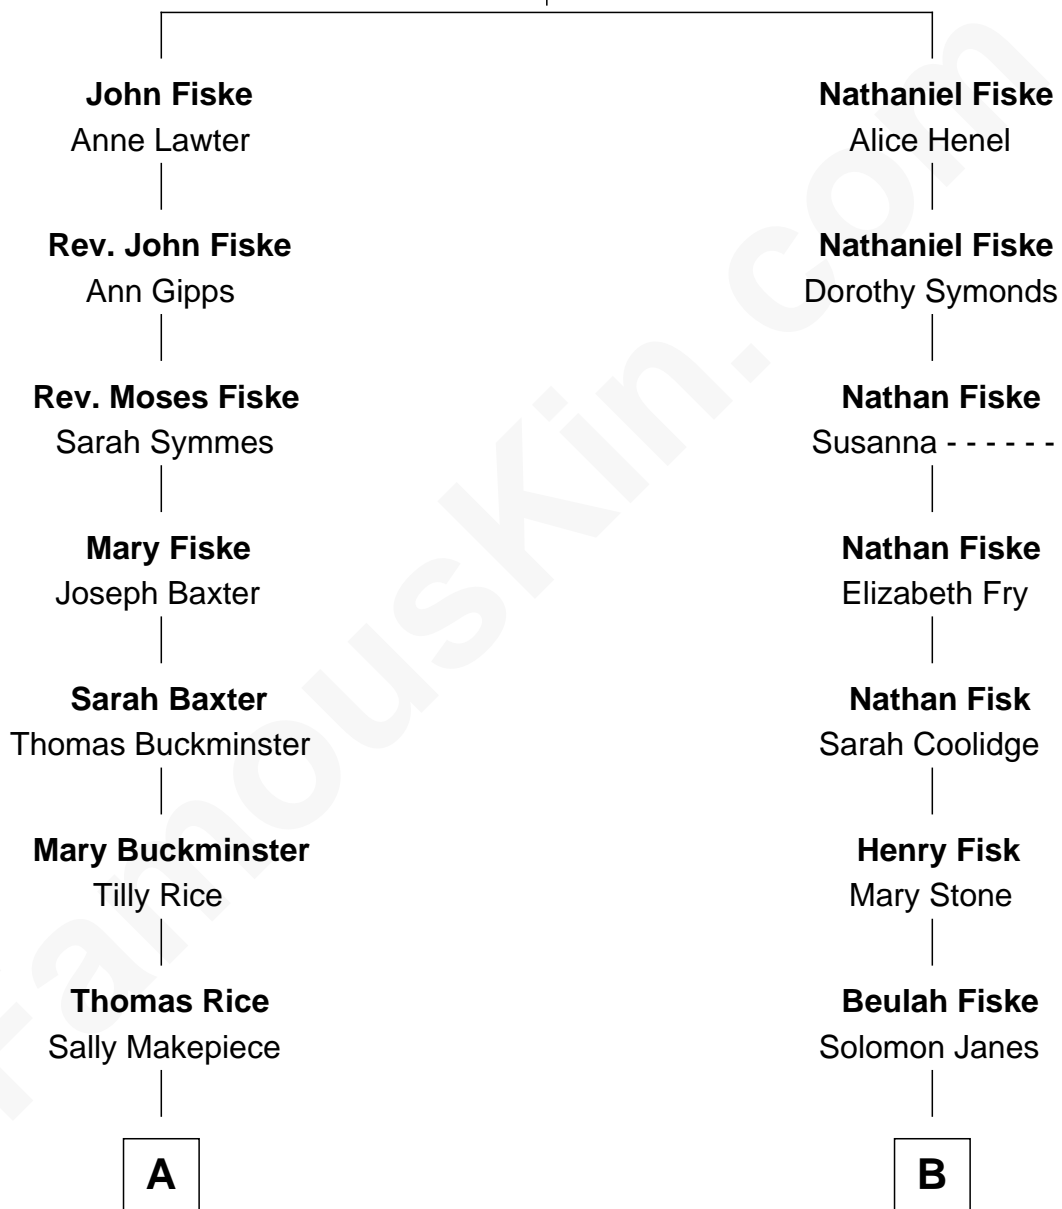 John Fiske
Anne Lawter
Rev. John Fiske
Ann Gipps
Rev. Moses Fiske
Sarah Symmes
Mary Fiske
Joseph Baxter
Sarah Baxter
Thomas Buckminster
Mary Buckminster
Tilly Rice
Thomas Rice
Sally Makepiece
A
Nathaniel Fiske
Alice Henel
Nathaniel Fiske
Dorothy Symonds
Nathan Fiske
Susanna - - - - - -
Nathan Fiske
Elizabeth Fry
Nathan Fisk
Sarah Coolidge
Henry Fisk
Mary Stone
Beulah Fiske
Solomon Janes
B
FamousKin.com